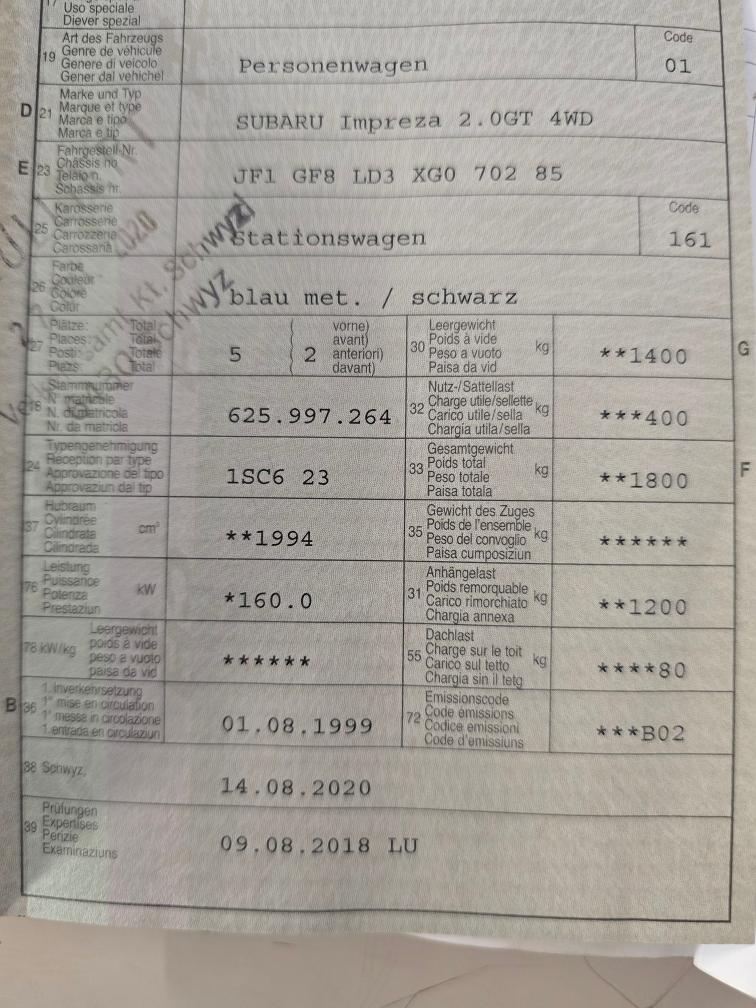 17
Uso speciale
Diever spezial
19 Art des Fahrzeugs
Genre de véhicule
Genere di veicolo
Gener dal vehichel
Personenwagen
Code
01
D 21 Marke und Typ
Marque et type
Marca e tipo
Marca e tip
SUBARU Impreza 2.0GT 4WD
E 23 Fahrgestell-Nr.
Châssis no
Telaio n.
Schassis nr.
JF1 GF8 LD3 XG0 702 85
25 Karosserie
Carrosserie
Carrozzeria
Carossaria
Stationswagen
Code
161
26 Farbe
Couleur
Colore
Colur
blau met. / schwarz
27 Plätze: Total
Places: Total
Posti: Totale
Plazs: Total
5
( 2 vorne)
avant)
anteriori)
davant)
30 Leergewicht
Poids à vide
Peso a vuoto
Paisa da vid
kg
**1400
G
18 Stammnummer
N° matricule
N. di matricola
Nr. da matricla
625.997.264
32 Nutz-/Sattellast
Charge utile/sellette
Carico utile/sella
Chargia utila/sella
kg
***400
24 Typengenehmigung
Réception par type
Approvazione del tipo
Approvaziun dal tip
1SC6 23
33 Gesamtgewicht
Poids total
Peso totale
Paisa totala
kg
**1800
F
37 Hubraum
Cylindrée
Cilindrata
Cilindrada
cm³
**1994
35 Gewicht des Zuges
Poids de l'ensemble
Peso del convoglio
Paisa cumposiziun
kg
******
76 Leistung
Puissance
Potenza
Prestaziun
kW
*160.0
31 Anhängelast
Poids remorquable
Carico rimorchiato
Chargia annexa
kg
**1200
78 kW/kg Leergewicht
poids à vide
peso a vuoto
paisa da vid
******
55 Dachlast
Charge sur le toit
Carico sul tetto
Chargia sin il tetg
kg
****80
B 36 1. Inverkehrsetzung
1re mise en circulation
1a messa in circolazione
1. entrada en circulaziun
01.08.1999
72 Emissionscode
Code émissions
Codice emissioni
Code d'emissiuns
***B02
38 Schwyz,
14.08.2020
39 Prüfungen
Expertises
Perizie
Examinaziuns
09.08.2018 LU
2020
amt Kt. Schwyz
Schwyz